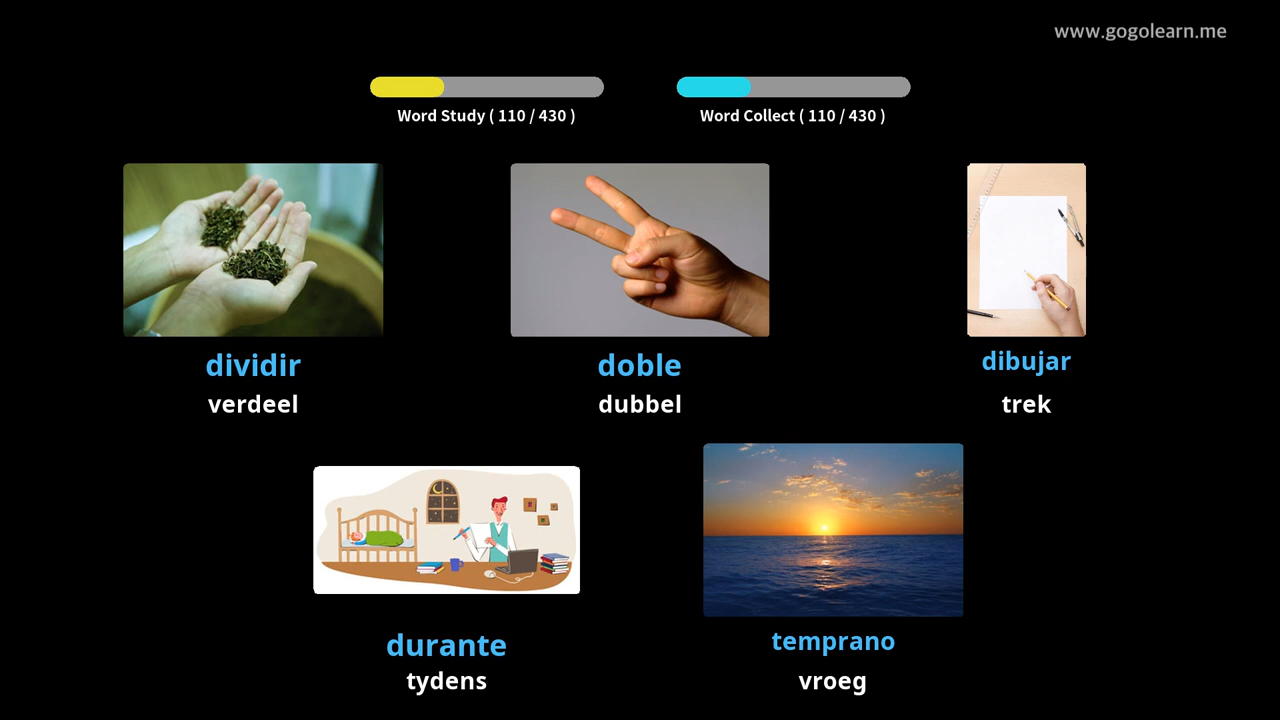 www.gogolearn.me
Word Study ( 110 / 430 )
Word Collect ( 110 / 430 )
dividir
verdeel
doble
dubbel
dibujar
trek
durante
tydens
temprano
vroeg